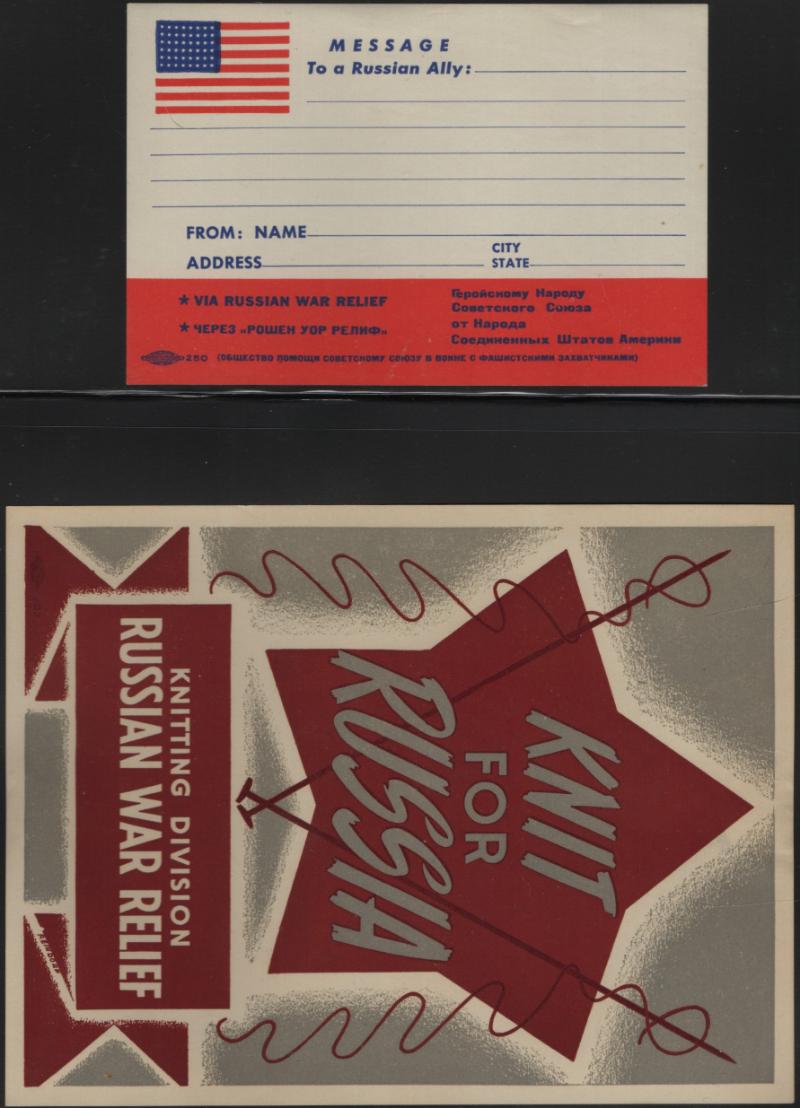 MESSAGE
To a Russian Ally:
FROM: NAME
ADDRESS
CITY
STATE
★ VIA RUSSIAN WAR RELIEF
★ ЧЕРЕЗ „РОШЕН УОР РЕЛИФ“
Геройскому Народу
Советского Союза
от Народа
Соединенных Штатов Америки
250 (ОБЩЕСТВО ПОМОЩИ СОВЕТСКОМУ СОЮЗУ В ВОЙНЕ С ФАШИСТСКИМИ ЗАХВАТЧИКАМИ)
KNIT
FOR
RUSSIA
KNITTING DIVISION
RUSSIAN WAR RELIEF